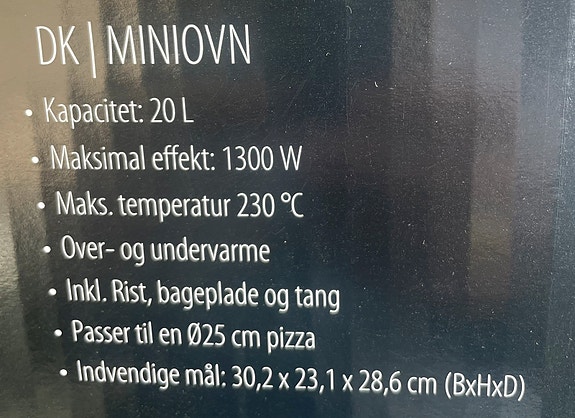 DK | MINIOVN
• Kapacitet: 20 L
• Maksimal effekt: 1300 W
• Maks. temperatur 230 °C
• Over- og undervarme
• Inkl. Rist, bageplade og tang
• Passer til en Ø25 cm pizza
• Indvendige mål: 30,2 x 23,1 x 28,6 cm (BxHxD)